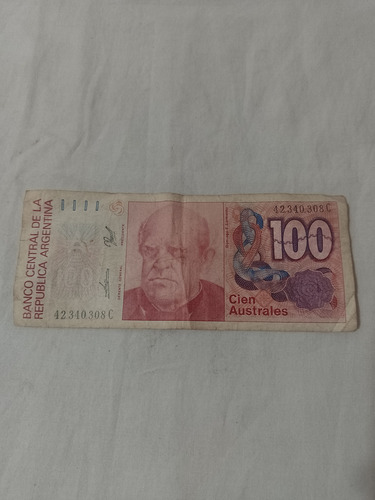 BANCO CENTRAL DE LA
REPUBLICA ARGENTINA
42.340.308 C
42.340.308 C
100
Cien
Australes